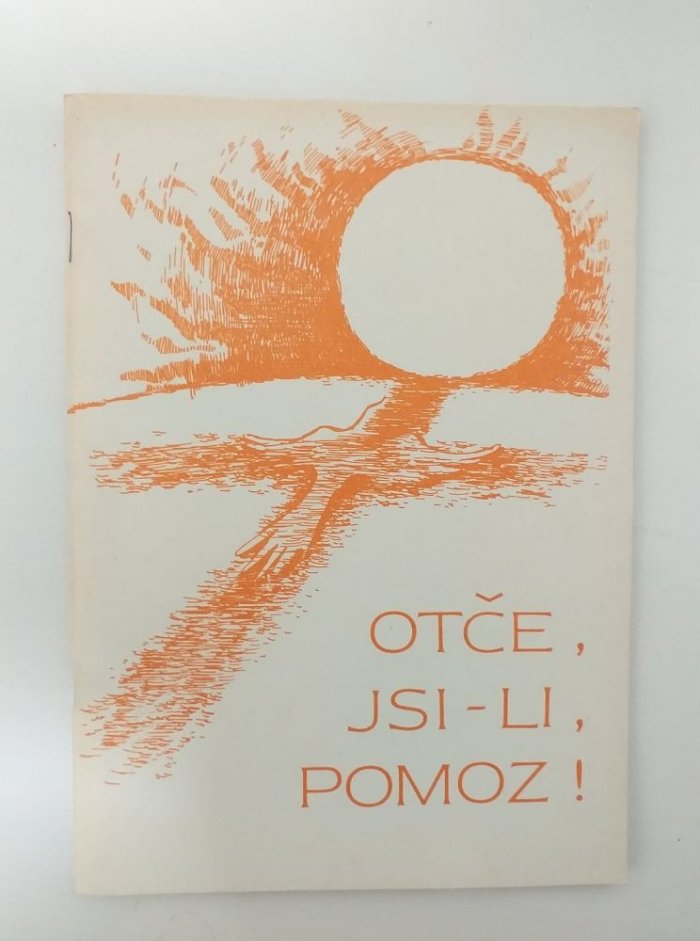 OTČE,
JSI-LI,
POMOZ!